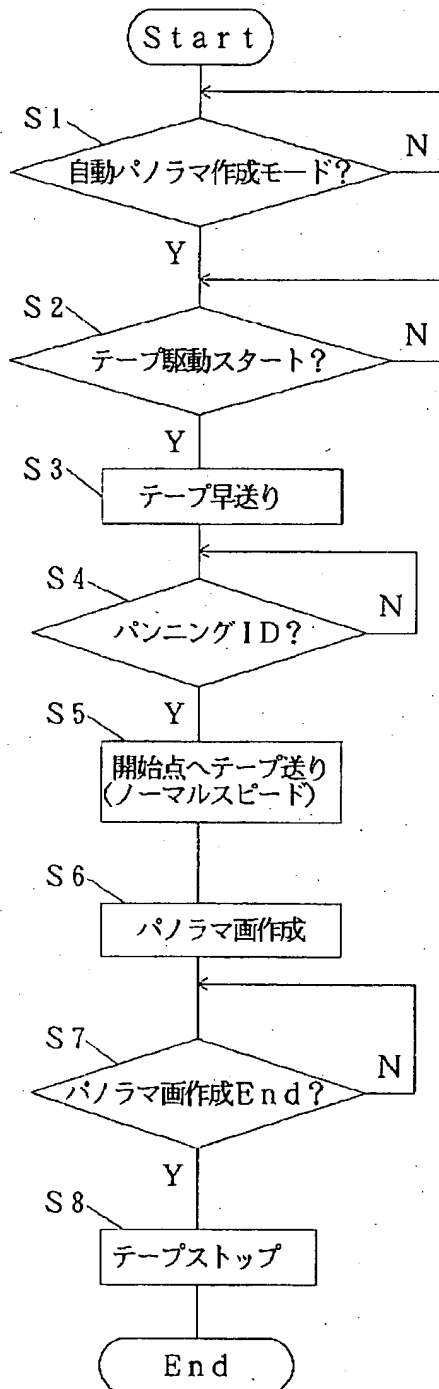 Start
S1
自動パノラマ作成モード?
N
Y
S2
テープ駆動スタート?
N
Y
S3
テープ早送り
S4
パンニングID?
N
Y
S5
開始点へテープ送り
(ノーマルスピード)
S6
パノラマ画作成
S7
パノラマ画作成End?
N
Y
S8
テープストップ
End